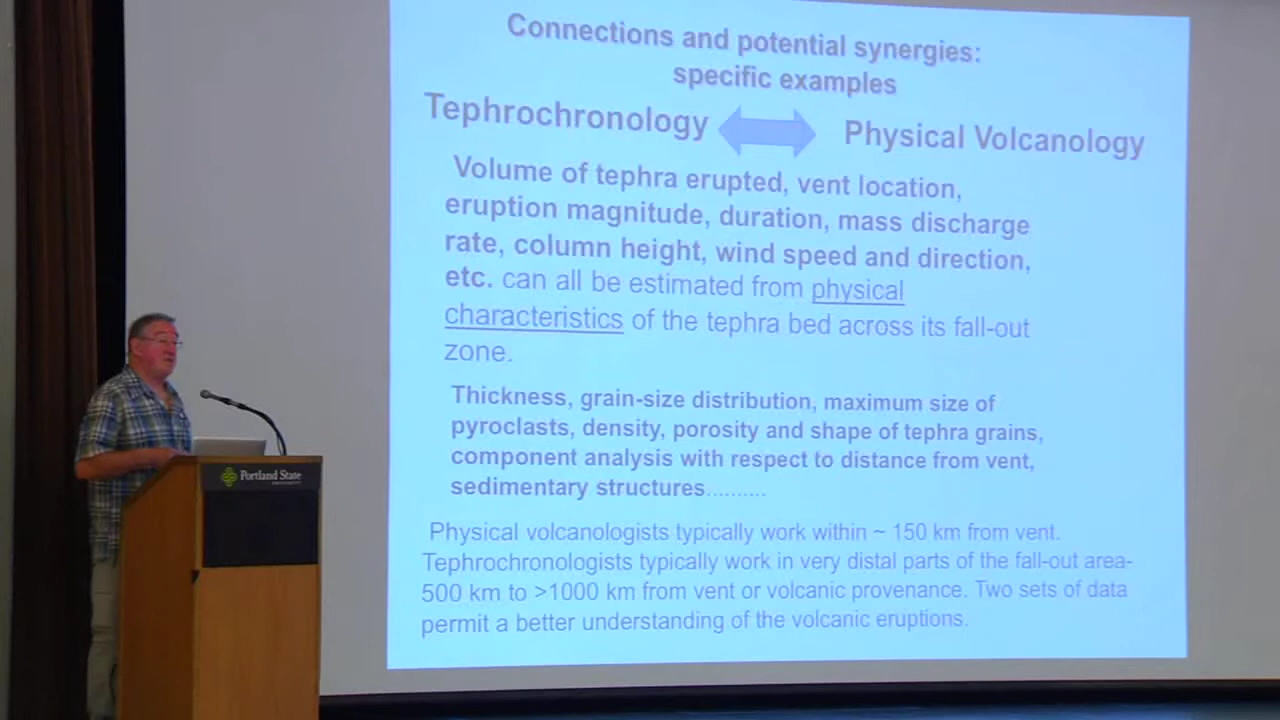 Connections and potential synergies:
specific examples
Tephrochronology Physical Volcanology
Volume of tephra erupted, vent location,
eruption magnitude, duration, mass discharge
rate, column height, wind speed and direction,
etc. can all be estimated from physical
characteristics of the tephra bed across its fall-out
zone.
Thickness, grain-size distribution, maximum size of
pyroclasts, density, porosity and shape of tephra grains,
component analysis with respect to distance from vent,
sedimentary structures..........
Physical volcanologists typically work within ~ 150 km from vent.
Tephrochronologists typically work in very distal parts of the fall-out area-
500 km to >1000 km from vent or volcanic provenance. Two sets of data
permit a better understanding of the volcanic eruptions.
Portland State